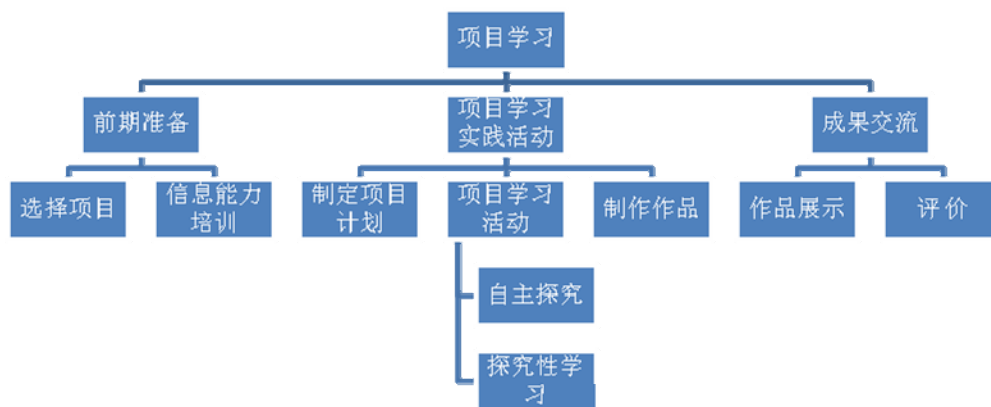 项目学习
前期准备
项目学习
实践活动
成果交流
选择项目
信息能力
培训
制定项目
计划
项目学习
活动
制作作品
作品展示
评价
自主探究
探究性学
习